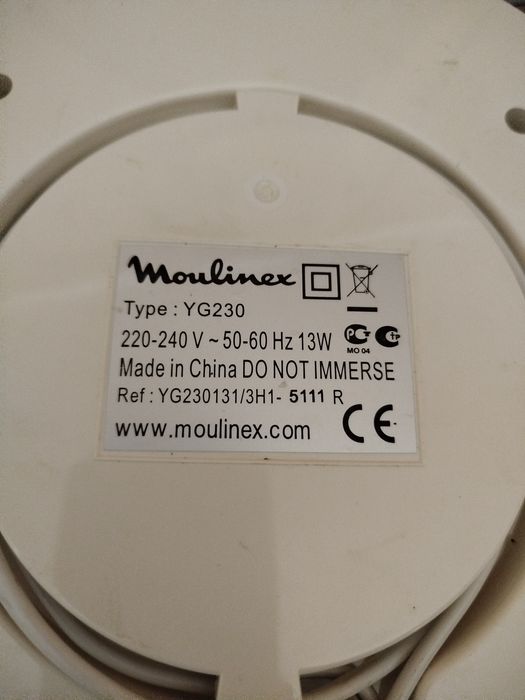 Moulinex
Type : YG230
220-240 V ~ 50-60 Hz 13W
MO 04
Made in China DO NOT IMMERSE
Ref : YG230131/3H1- 5111 R
www.moulinex.com CE